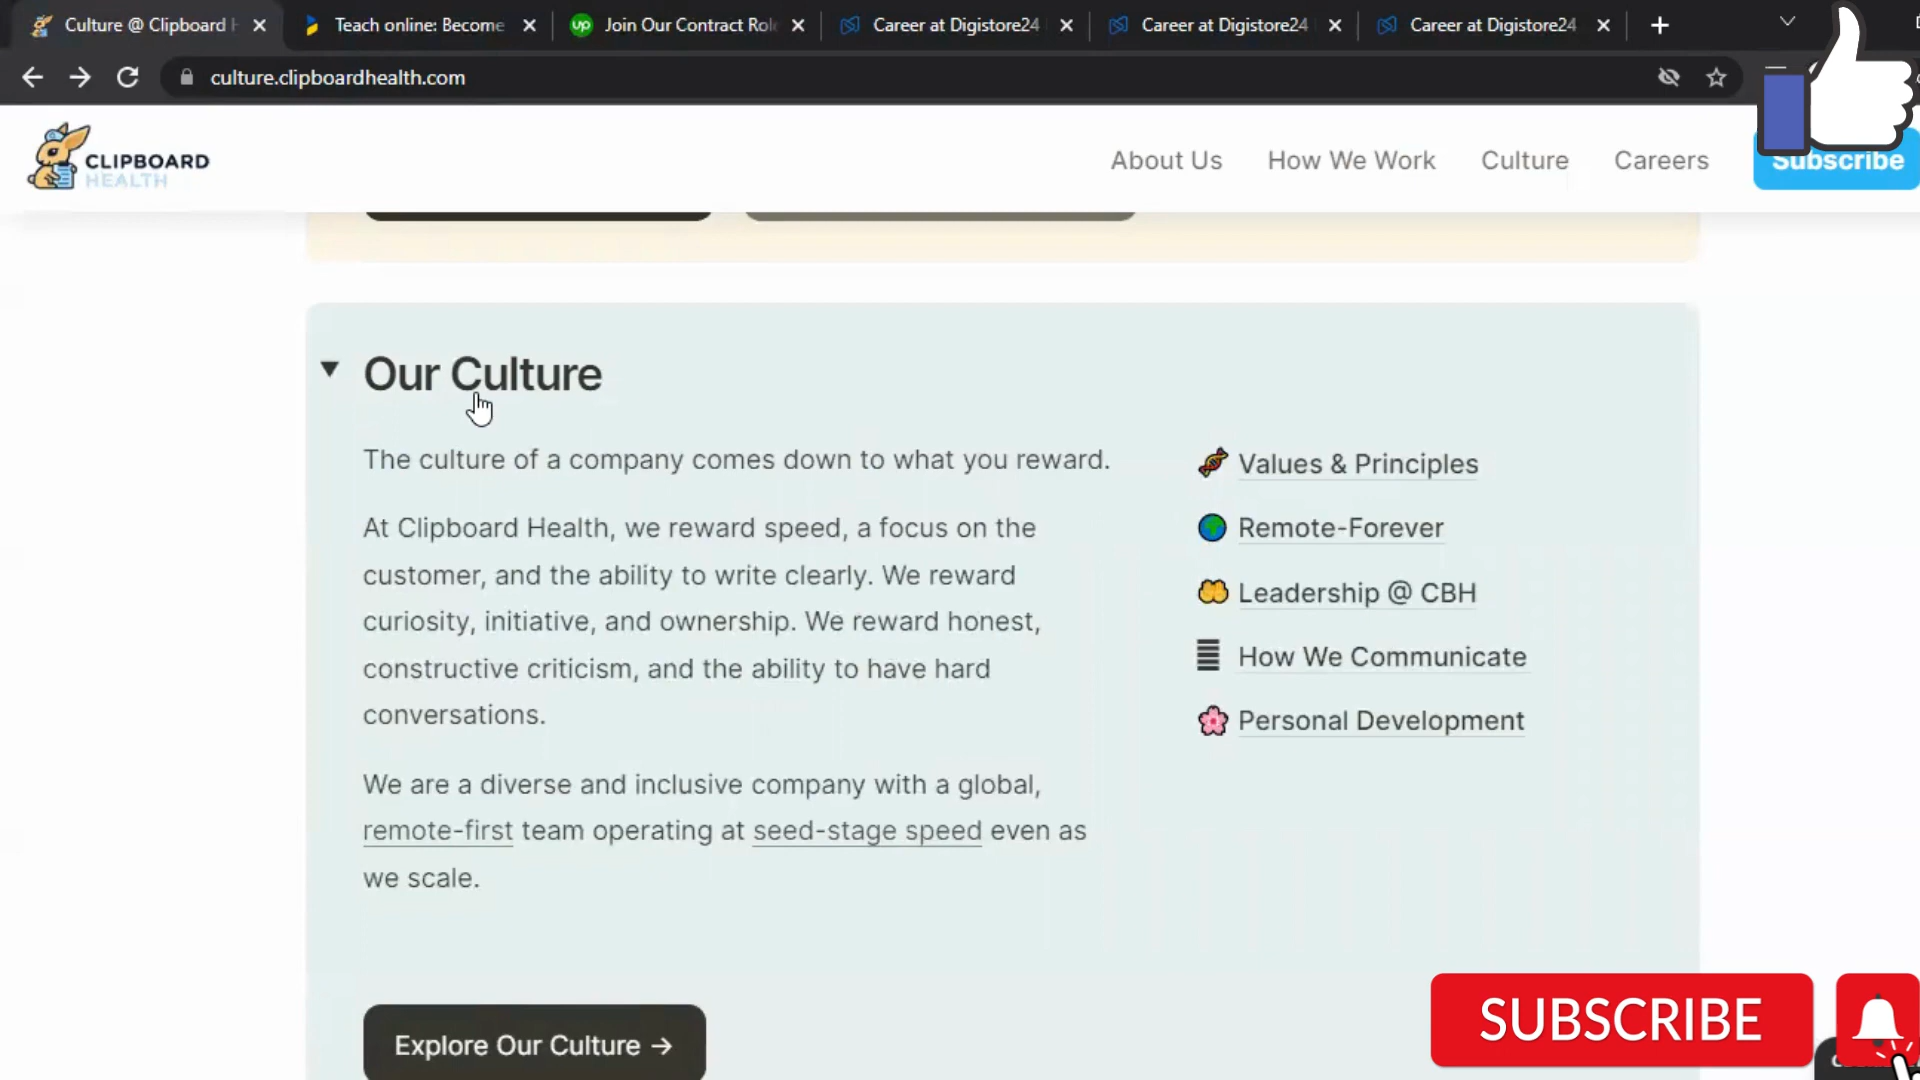 Culture @ Clipboard H
Teach online: Become
up Join Our Contract Role
Career at Digistore24
Career at Digistore24
Career at Digistore24
culture.clipboardhealth.com
CLIPBOARD
HEALTH
About Us
How We Work
Culture
Careers
Subscribe
Our Culture
The culture of a company comes down to what you reward.
At Clipboard Health, we reward speed, a focus on the
customer, and the ability to write clearly. We reward
curiosity, initiative, and ownership. We reward honest,
constructive criticism, and the ability to have hard
conversations.
We are a diverse and inclusive company with a global,
remote-first team operating at seed-stage speed even as
we scale.
Values & Principles
Remote-Forever
Leadership @ CBH
How We Communicate
Personal Development
Explore Our Culture →
SUBSCRIBE